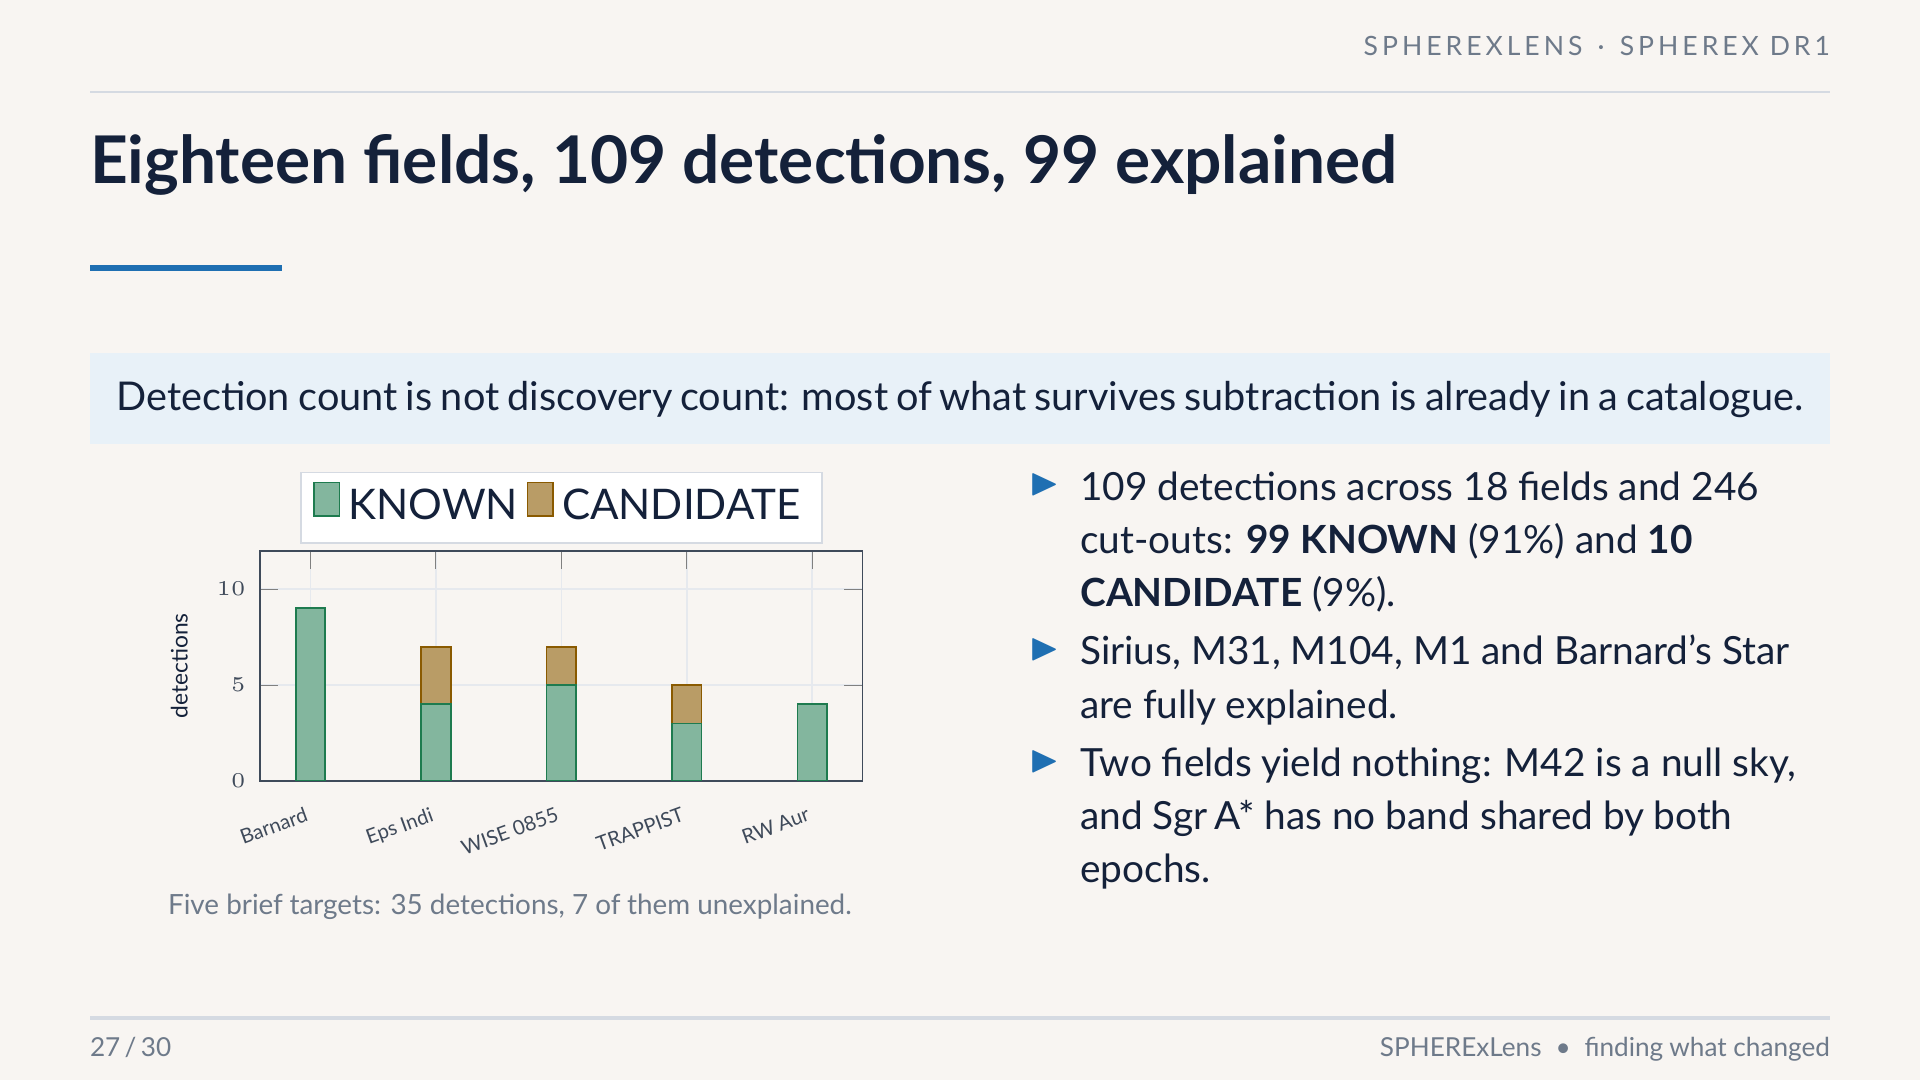 SPHEREXLENS · SPHEREX DR1
Eighteen fields, 109 detections, 99 explained
Detection count is not discovery count: most of what survives subtraction is already in a catalogue.
KNOWN CANDIDATE
10
5
0
detections
Barnard
Eps Indi
WISE 0855
TRAPPIST
RW Aur
Five brief targets: 35 detections, 7 of them unexplained.
► 109 detections across 18 fields and 246
cut-outs: 99 KNOWN (91%) and 10
CANDIDATE (9%).
► Sirius, M31, M104, M1 and Barnard’s Star
are fully explained.
► Two fields yield nothing: M42 is a null sky,
and Sgr A* has no band shared by both
epochs.
27 / 30
SPHERExLens • finding what changed